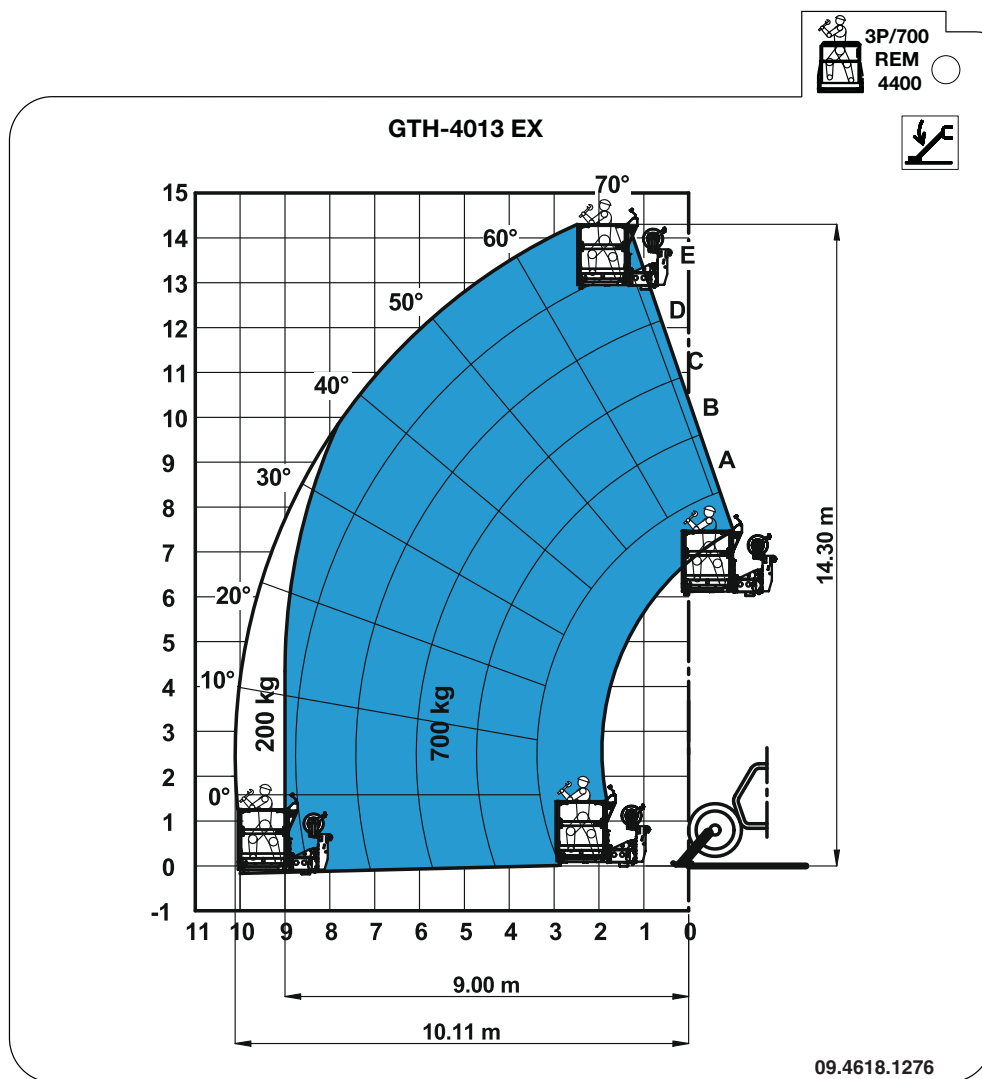 3P/700
REM
4400
GTH-4013 EX
15
14
13
12
11
10
9
8
7
6
5
4
3
2
1
0
-1
11 10 9 8 7 6 5 4 3 2 1 0
70°
60°
50°
40°
30°
20°
10°
0°
E
D
C
B
A
200 kg
700 kg
14.30 m
9.00 m
10.11 m
09.4618.1276